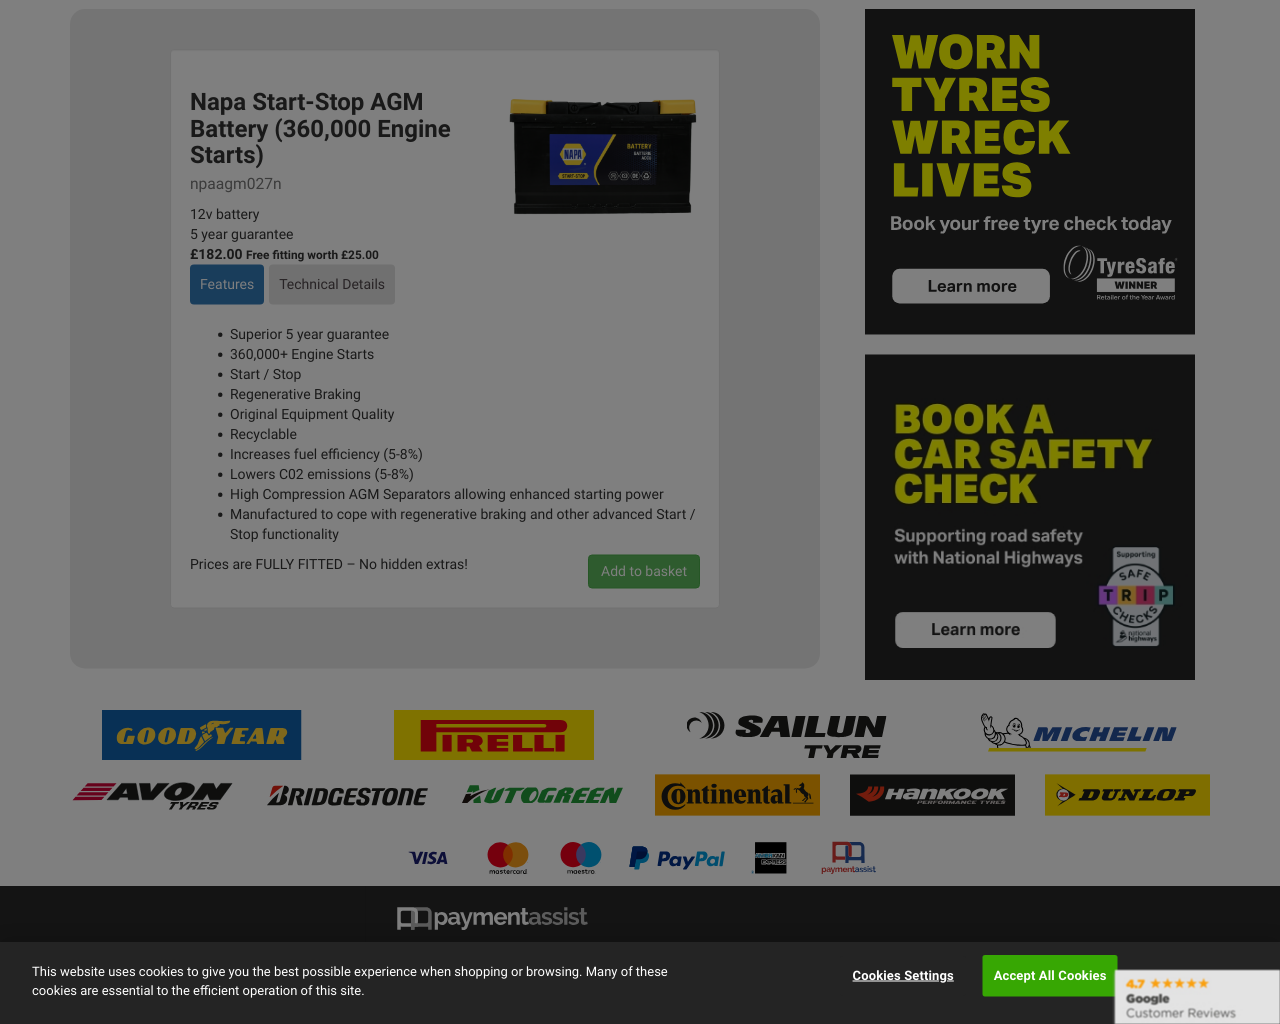 Napa Start-Stop AGM
Battery (360,000 Engine
Starts)
npaagm027n
12v battery
5 year guarantee
£182.00 Free fitting worth £25.00
Features
Technical Details
Superior 5 year guarantee
360,000+ Engine Starts
Start / Stop
Regenerative Braking
Original Equipment Quality
Recyclable
Increases fuel efficiency (5-8%)
Lowers C02 emissions (5-8%)
High Compression AGM Separators allowing enhanced starting power
Manufactured to cope with regenerative braking and other advanced Start /
Stop functionality
Prices are FULLY FITTED – No hidden extras!
Add to basket
NAPA
START-STOP
BATTERY
WORN
TYRES
WRECK
LIVES
Book your free tyre check today
Learn more
TyreSafe
WINNER
Retailer of the Year Award
BOOK A
CAR SAFETY
CHECK
Supporting road safety
with National Highways
Learn more
Supporting
SAFE
TRIP
CHECKS
national
highways
GOODYEAR
PIRELLI
SAILUN
TYRE
MICHELIN
AVON
TYRES
BRIDGESTONE
AUTOGREEN
Continental
HANKOOK
PERFORMANCE TYRES
DUNLOP
VISA
mastercard
maestro
PayPal
AMERICAN
EXPRESS
paymentassist
paymentassist
This website uses cookies to give you the best possible experience when shopping or browsing. Many of these
cookies are essential to the efficient operation of this site.
Cookies Settings
Accept All Cookies
4.7
Google
Customer Reviews